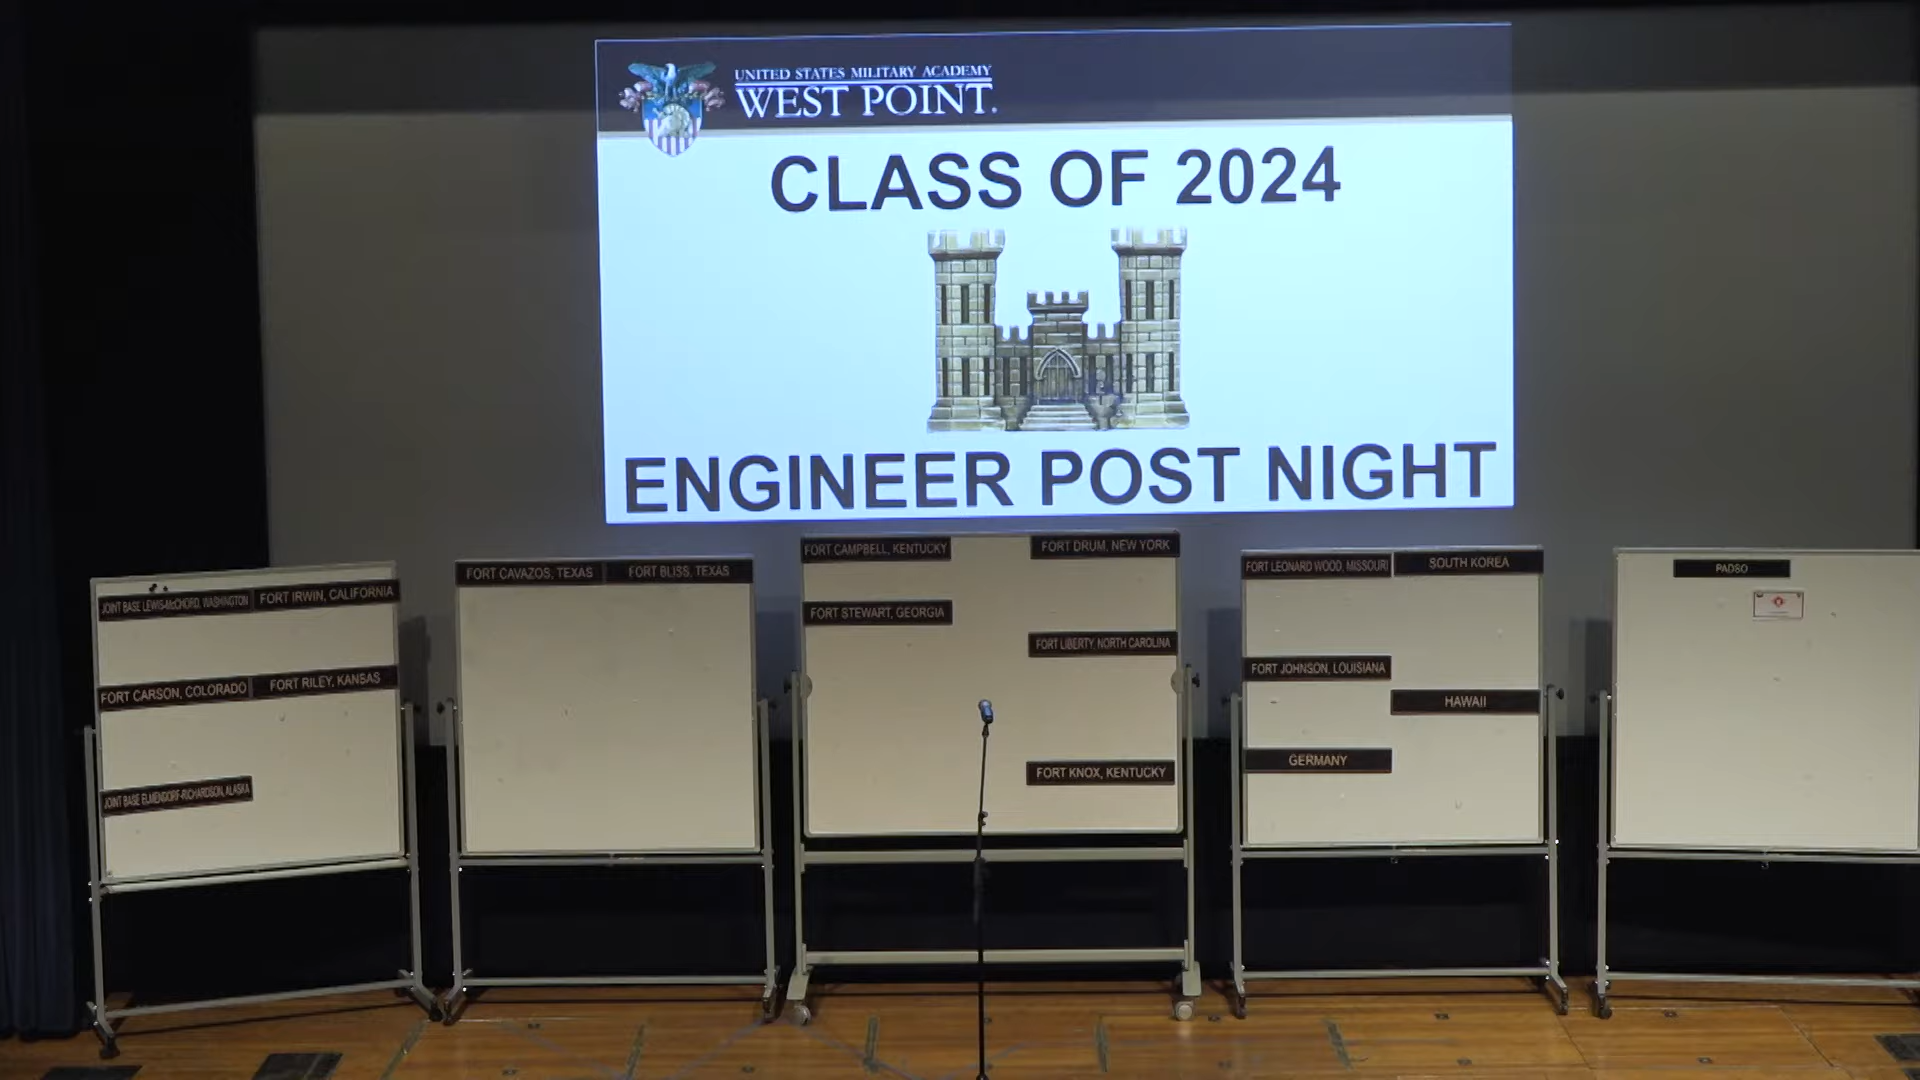 UNITED STATES MILITARY ACADEMY
WEST POINT.
CLASS OF 2024
ENGINEER POST NIGHT
JOINT BASE LEWIS-McCHORD, WASHINGTON
FORT IRWIN, CALIFORNIA
FORT CARSON, COLORADO
FORT RILEY, KANSAS
JOINT BASE ELMENDORF-RICHARDSON, ALASKA
FORT CAVAZOS, TEXAS
FORT BLISS, TEXAS
FORT CAMPBELL, KENTUCKY
FORT DRUM, NEW YORK
FORT STEWART, GEORGIA
FORT LIBERTY, NORTH CAROLINA
FORT KNOX, KENTUCKY
FORT LEONARD WOOD, MISSOURI
SOUTH KOREA
FORT JOHNSON, LOUISIANA
HAWAII
GERMANY
PADSO